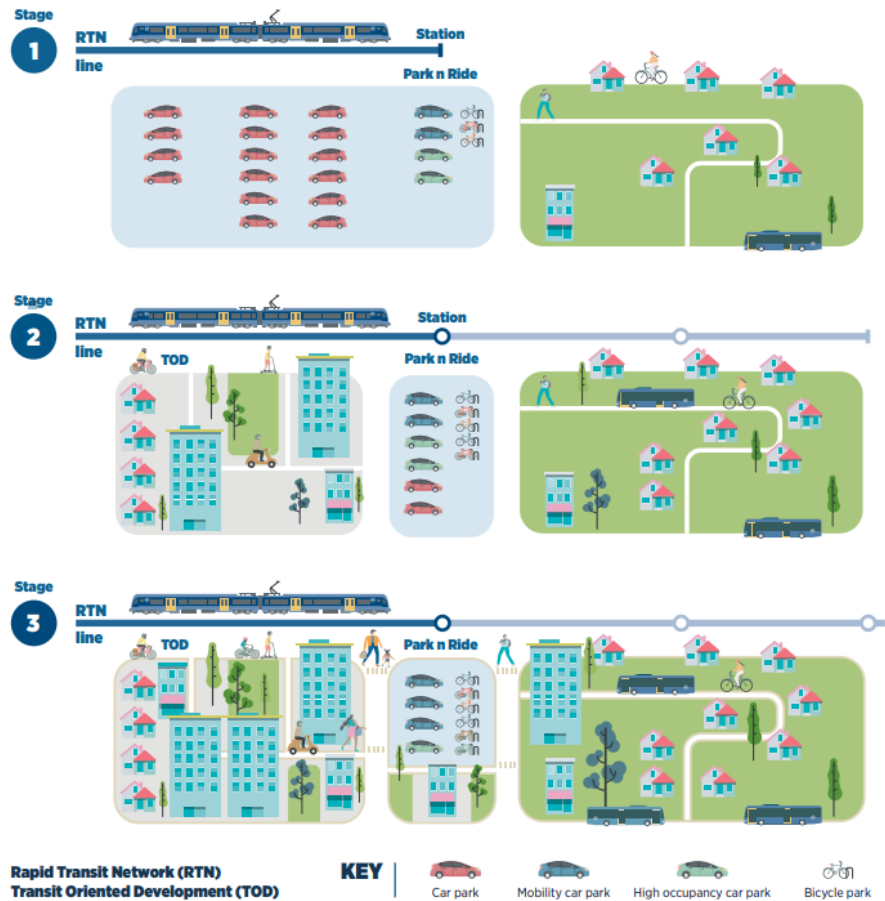 Stage
1
RTN
line
Station
Park n Ride
Stage
2
RTN
line
Station
TOD
Park n Ride
Stage
3
RTN
line
TOD
Park n Ride
Rapid Transit Network (RTN)
Transit Oriented Development (TOD)
KEY
Car park
Mobility car park
High occupancy car park
Bicycle park